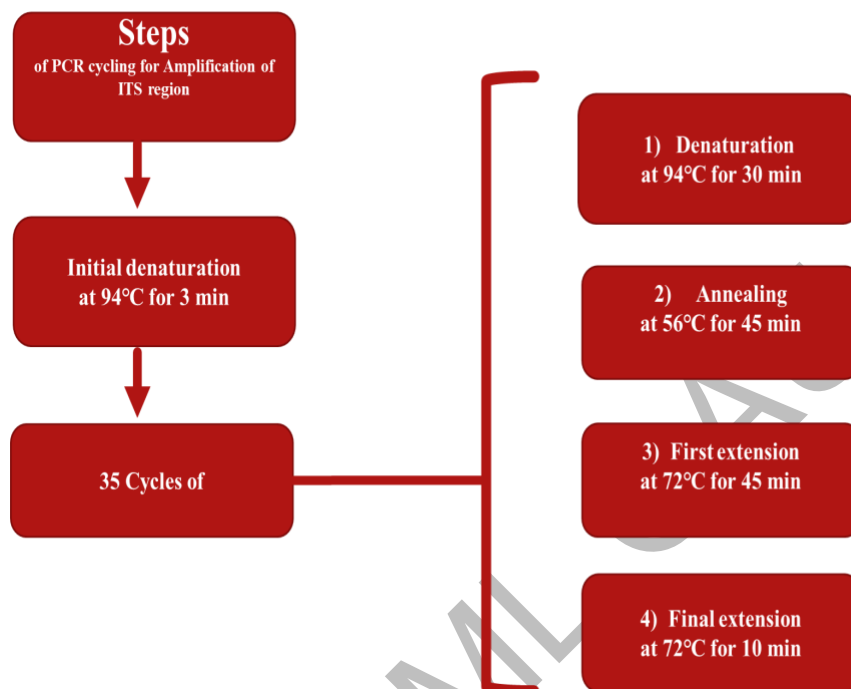 Steps
of PCR cycling for Amplification of
ITS region
Initial denaturation
at 94℃ for 3 min
35 Cycles of
1) Denaturation
at 94℃ for 30 min
2) Annealing
at 56℃ for 45 min
3) First extension
at 72℃ for 45 min
4) Final extension
at 72℃ for 10 min